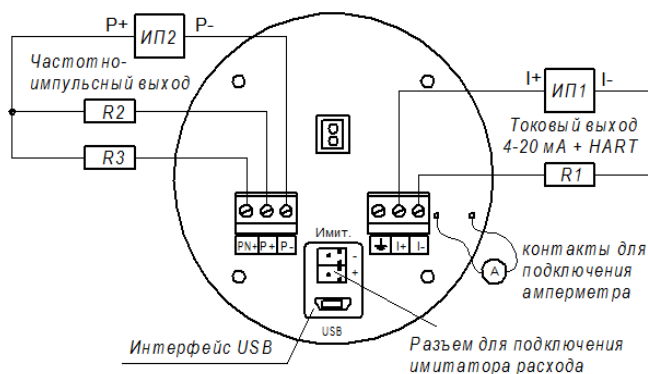 P+ ИП2 P-
Частотно-
импульсный выход
R2
R3
I+ ИП1 I-
Токовый выход
4-20 мА + HART
R1
PN+ P+ P-
I+ I-
Имит.
-
+
USB
A
контакты для
подключения
амперметра
Интерфейс USB
Разъем для подключения
имитатора расхода